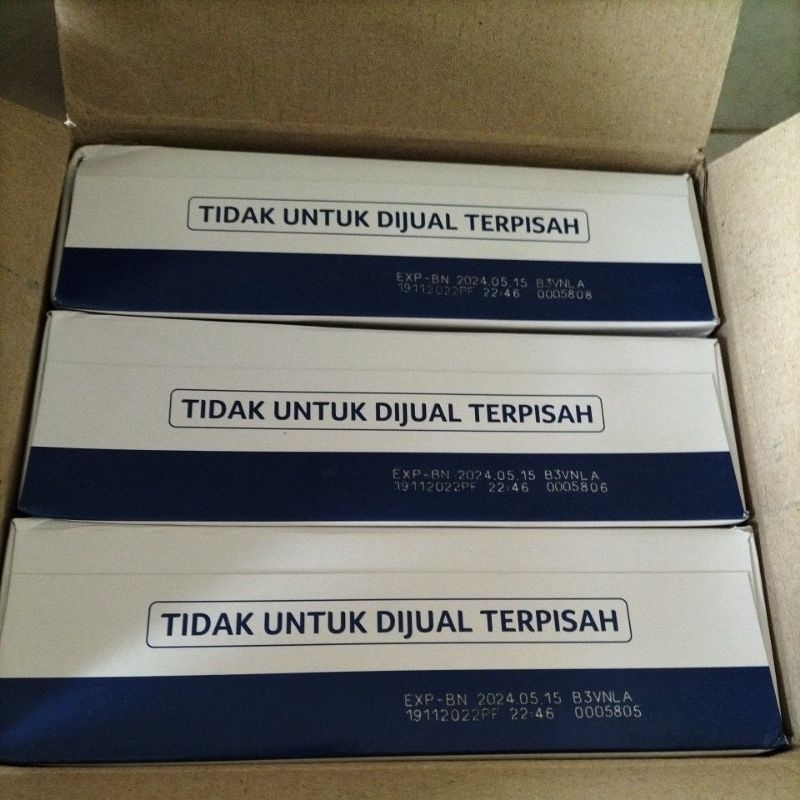 TIDAK UNTUK DIJUAL TERPISAH
EXP-BN 2024.05.15 B3VNLA
19112022PF 22:46 0005808
TIDAK UNTUK DIJUAL TERPISAH
EXP-BN 2024.05.15 B3VNLA
19112022PF 22:46 0005806
TIDAK UNTUK DIJUAL TERPISAH
EXP-BN 2024.05.15 B3VNLA
19112022PF 22:46 0005805